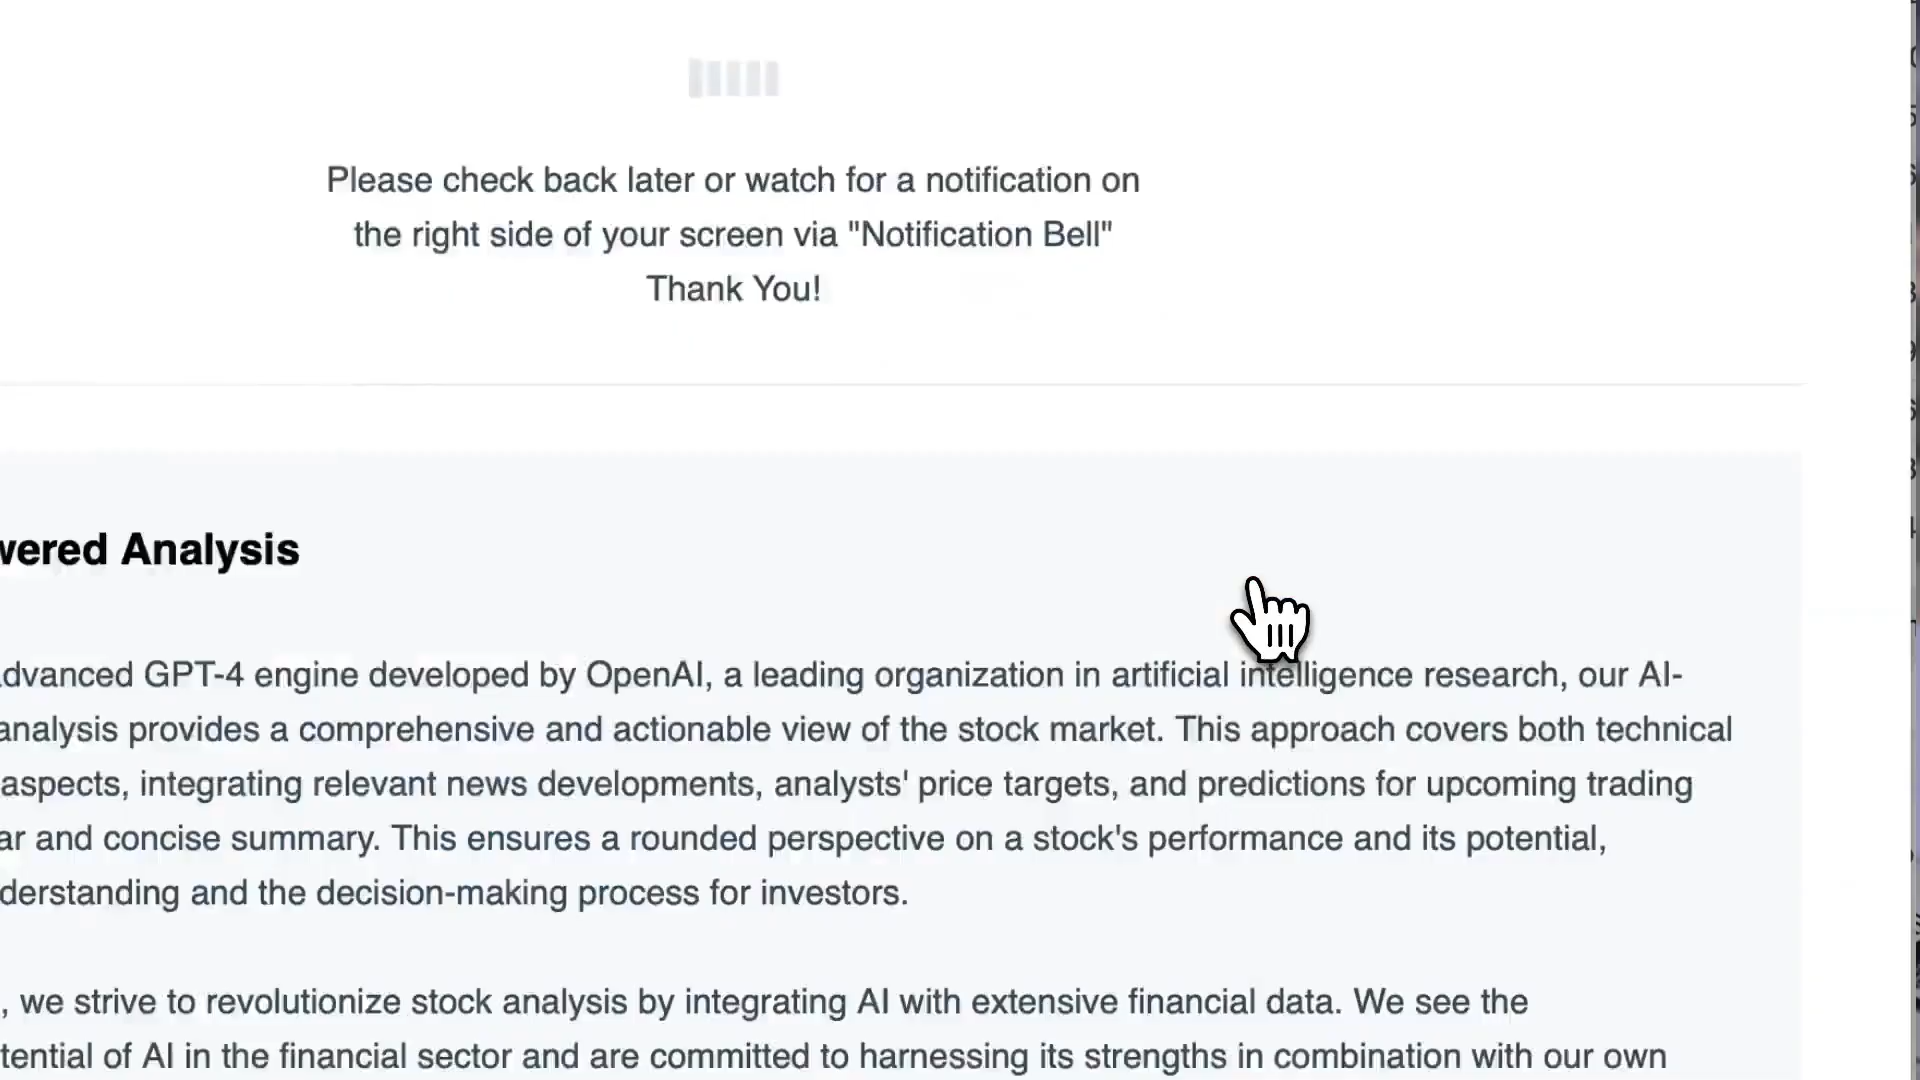 Please check back later or watch for a notification on
the right side of your screen via "Notification Bell"
Thank You!
wered Analysis
advanced GPT-4 engine developed by OpenAI, a leading organization in artificial intelligence research, our AI-
analysis provides a comprehensive and actionable view of the stock market. This approach covers both technical
aspects, integrating relevant news developments, analysts' price targets, and predictions for upcoming trading
ar and concise summary. This ensures a rounded perspective on a stock's performance and its potential,
derstanding and the decision-making process for investors.
, we strive to revolutionize stock analysis by integrating AI with extensive financial data. We see the
tential of AI in the financial sector and are committed to harnessing its strengths in combination with our own